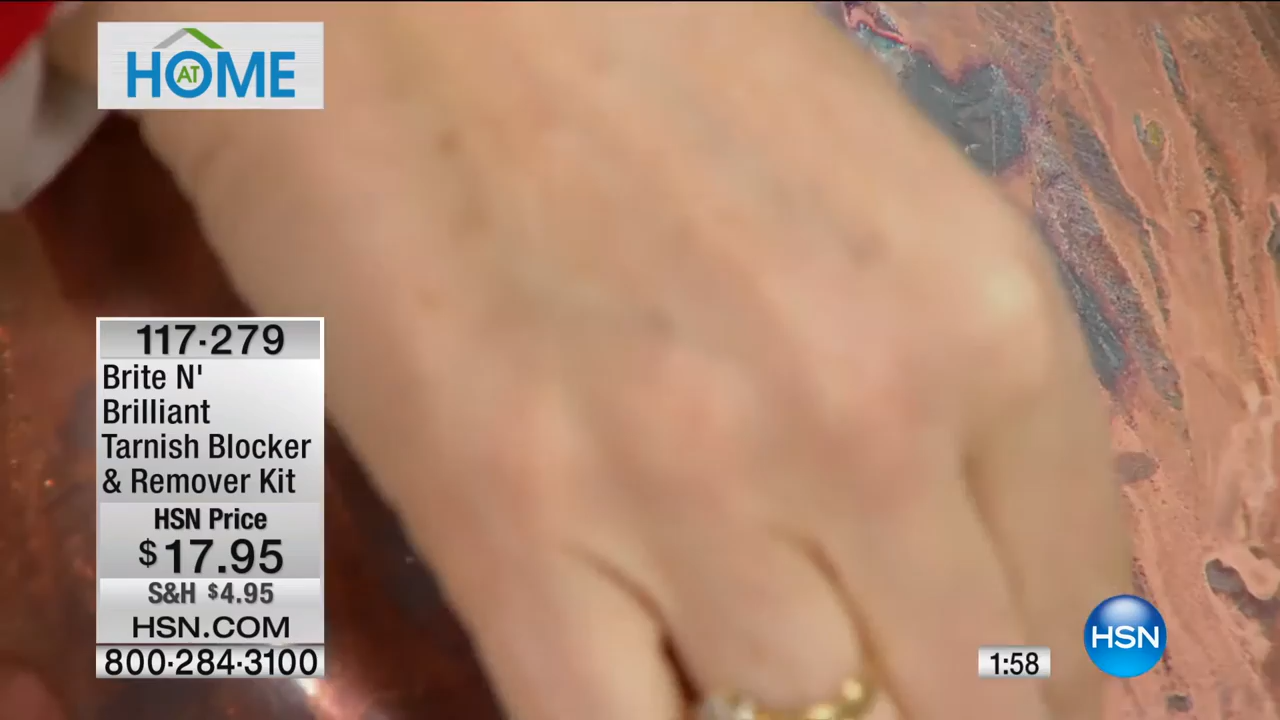 HOME
AT
117-279
Brite N'
Brilliant
Tarnish Blocker
& Remover Kit
HSN Price
$17.95
S&H $4.95
HSN.COM
800-284-3100
1:58
HSN